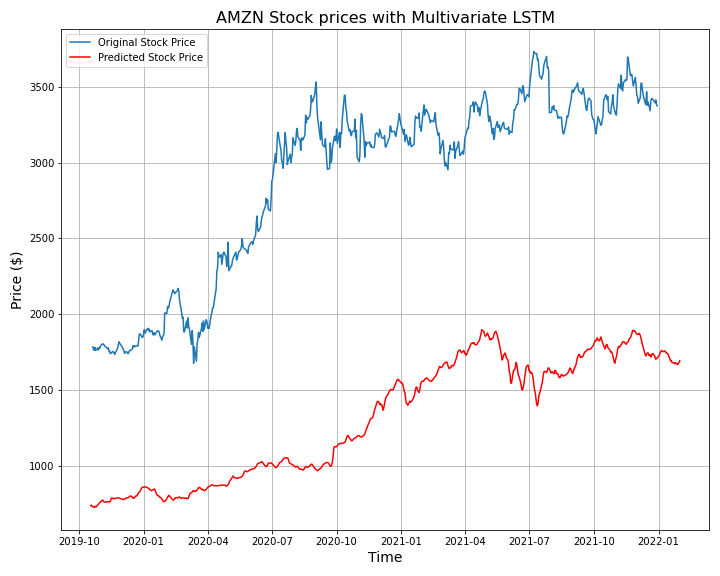 AMZN Stock prices with Multivariate LSTM
Original Stock Price
Predicted Stock Price
3500
3000
2500
2000
1500
1000
Price ($)
2019-10 2020-01 2020-04 2020-07 2020-10 2021-01 2021-04 2021-07 2021-10 2022-01
Time